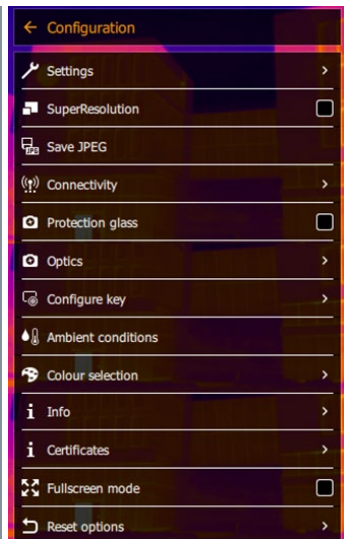 Configuration
Settings
SuperResolution
Save JPEG
Connectivity
Protection glass
Optics
Configure key
Ambient conditions
Colour selection
Info
Certificates
Fullscreen mode
Reset options